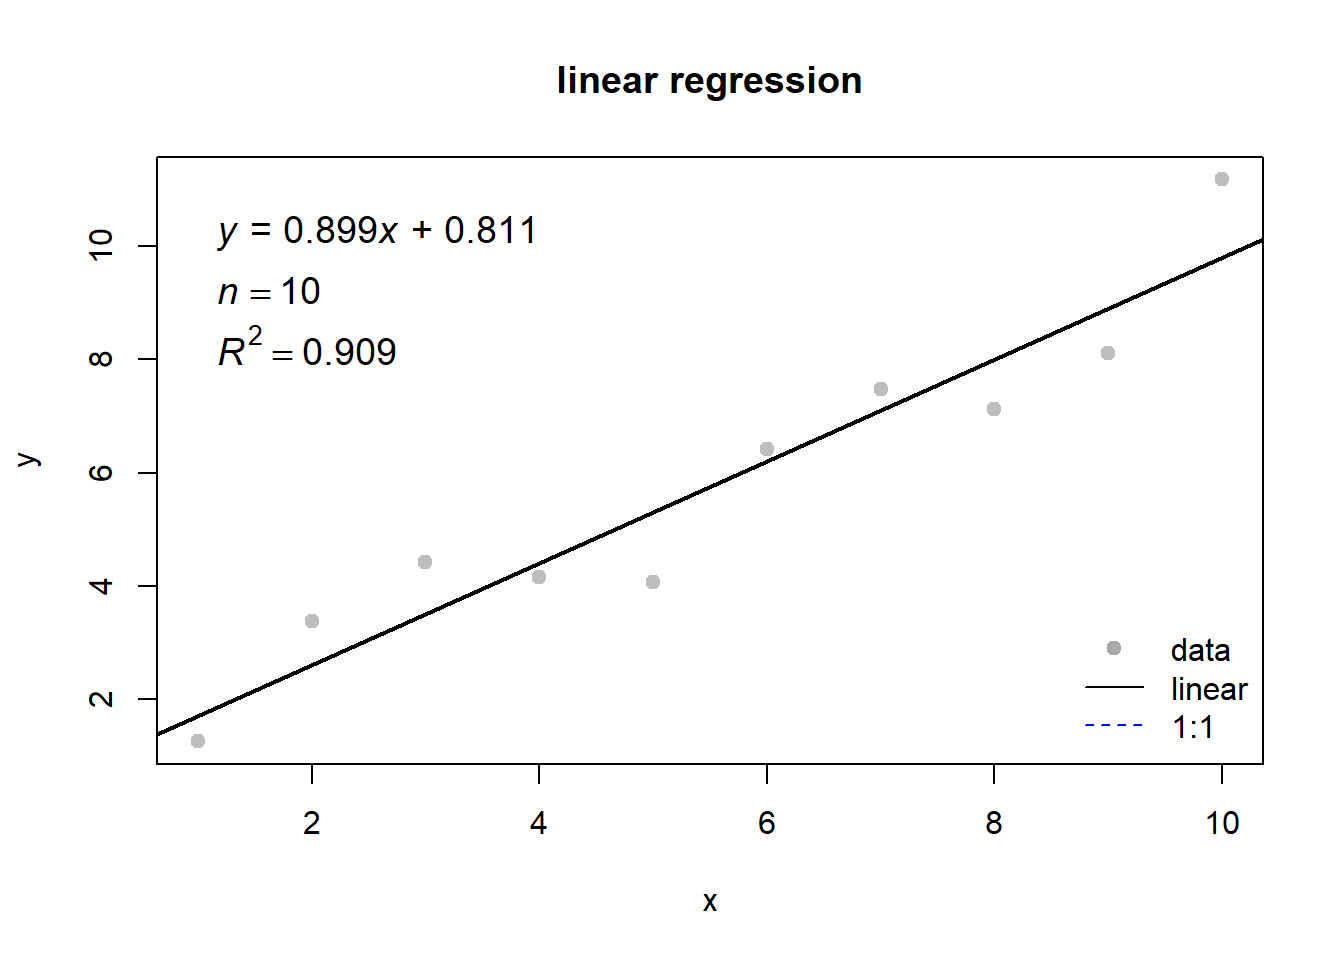 linear regression
y = 0.899x + 0.811
n = 10
R² = 0.909
10
8
6
4
2
y
data
linear
1:1
2 4 6 8 10
x